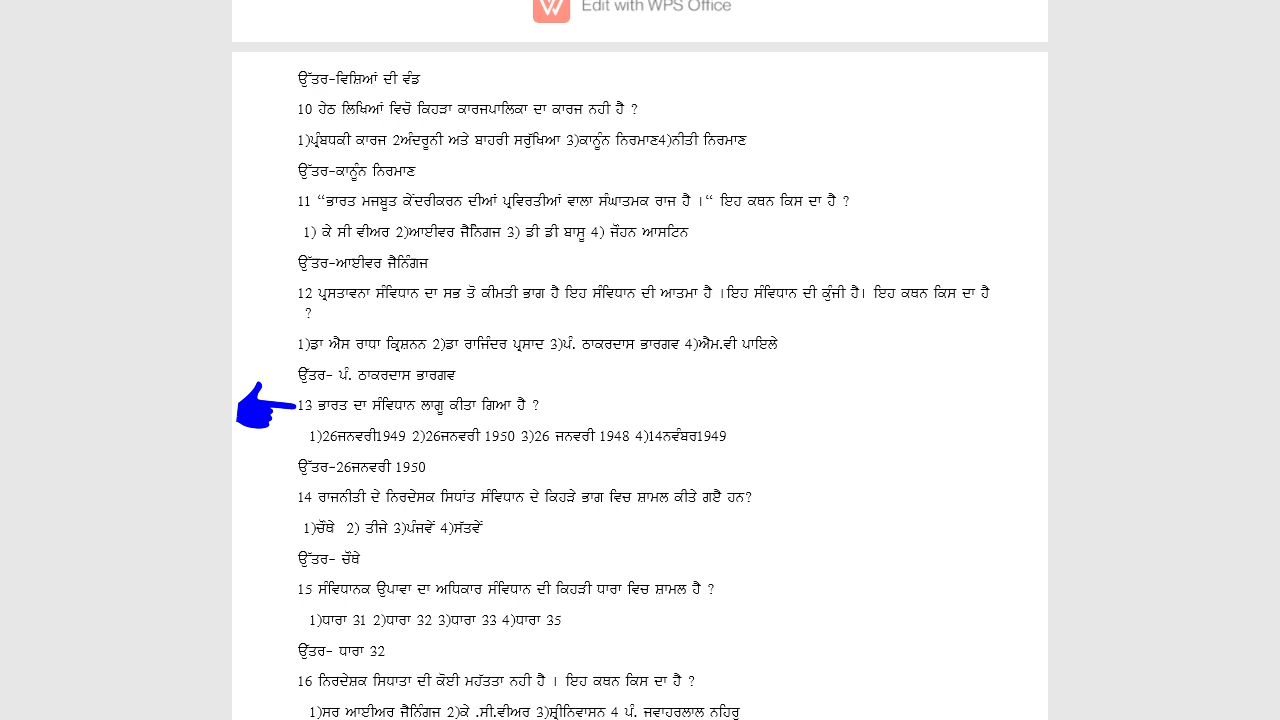 Edit with WPS Office
ਉੱਤਰ-ਵਿਸ਼ਿਆਂ ਦੀ ਵੰਡ
10 ਹੇਠ ਲਿਖਿਆਂ ਵਿਚੋ ਕਿਹੜਾ ਕਾਰਜਪਾਲਿਕਾ ਦਾ ਕਾਰਜ ਨਹੀ ਹੈ ?
1)ਪ੍ਰੰਬਧਕੀ ਕਾਰਜ 2ਅੰਦਰੂਨੀ ਅਤੇ ਬਾਹਰੀ ਸਰੁੱਖਿਆ 3)ਕਾਨੂੰਨ ਨਿਰਮਾਣ4)ਨੀਤੀ ਨਿਰਮਾਣ
ਉੱਤਰ-ਕਾਨੂੰਨ ਨਿਰਮਾਣ
11 “ਭਾਰਤ ਮਜਬੂਤ ਕੇਂਦਰੀਕਰਨ ਦੀਆਂ ਪ੍ਰਵਿਰਤੀਆਂ ਵਾਲਾ ਸੰਘਾਤਮਕ ਰਾਜ ਹੈ ।“ ਇਹ ਕਥਨ ਕਿਸ ਦਾ ਹੈ ?
1) ਕੇ ਸੀ ਵੀਅਰ 2)ਆਈਵਰ ਜੈਨਿੰਗਜ 3) ਡੀ ਡੀ ਬਾਸੂ 4) ਜੌਹਨ ਆਸਟਿਨ
ਉੱਤਰ-ਆਈਵਰ ਜੈਨਿੰਗਜ
12 ਪ੍ਰਸਤਾਵਨਾ ਸੰਵਿਧਾਨ ਦਾ ਸਭ ਤੋ ਕੀਮਤੀ ਭਾਗ ਹੈ ਇਹ ਸੰਵਿਧਾਨ ਦੀ ਆਤਮਾ ਹੈ ।ਇਹ ਸੰਵਿਧਾਨ ਦੀ ਕੁੰਜੀ ਹੈ। ਇਹ ਕਥਨ ਕਿਸ ਦਾ ਹੈ
?
1)ਡਾ ਐਸ ਰਾਧਾ ਕ੍ਰਿਸ਼ਨਨ 2)ਡਾ ਰਾਜਿੰਦਰ ਪ੍ਰਸਾਦ 3)ਪੰ. ਠਾਕਰਦਾਸ ਭਾਰਗਵ 4)ਐਮ.ਵੀ ਪਾਇਲੇ
ਉੱਤਰ- ਪੰ. ਠਾਕਰਦਾਸ ਭਾਰਗਵ
13 ਭਾਰਤ ਦਾ ਸੰਵਿਧਾਨ ਲਾਗੂ ਕੀਤਾ ਗਿਆ ਹੈ ?
1)26ਜਨਵਰੀ1949 2)26ਜਨਵਰੀ 1950 3)26 ਜਨਵਰੀ 1948 4)14ਨਵੰਬਰ1949
ਉੱਤਰ-26ਜਨਵਰੀ 1950
14 ਰਾਜਨੀਤੀ ਦੇ ਨਿਰਦੇਸ਼ਕ ਸਿਧਾਂਤ ਸੰਵਿਧਾਨ ਦੇ ਕਿਹੜੇ ਭਾਗ ਵਿਚ ਸ਼ਾਮਲ ਕੀਤੇ ਗਏ ਹਨ?
1)ਚੌਥੇ 2) ਤੀਜੇ 3)ਪੰਜਵੇਂ 4)ਸੱਤਵੇਂ
ਉੱਤਰ- ਚੌਥੇ
15 ਸੰਵਿਧਾਨਕ ਉਪਾਵਾ ਦਾ ਅਧਿਕਾਰ ਸੰਵਿਧਾਨ ਦੀ ਕਿਹੜੀ ਧਾਰਾ ਵਿਚ ਸ਼ਾਮਲ ਹੈ ?
1)ਧਾਰਾ 31 2)ਧਾਰਾ 32 3)ਧਾਰਾ 33 4)ਧਾਰਾ 35
ਉੱਤਰ- ਧਾਰਾ 32
16 ਨਿਰਦੇਸ਼ਕ ਸਿਧਾਤਾ ਦੀ ਕੋਈ ਮਹੱਤਤਾ ਨਹੀ ਹੈ । ਇਹ ਕਥਨ ਕਿਸ ਦਾ ਹੈ ?
1)ਸਰ ਆਈਅਰ ਜੈਨਿੰਗਜ 2)ਕੇ .ਸੀ.ਵੀਅਰ 3)ਸ਼੍ਰੀਨਿਵਾਸਨ 4 ਪੰ. ਜਵਾਹਰਲਾਲ ਨਹਿਰੂ